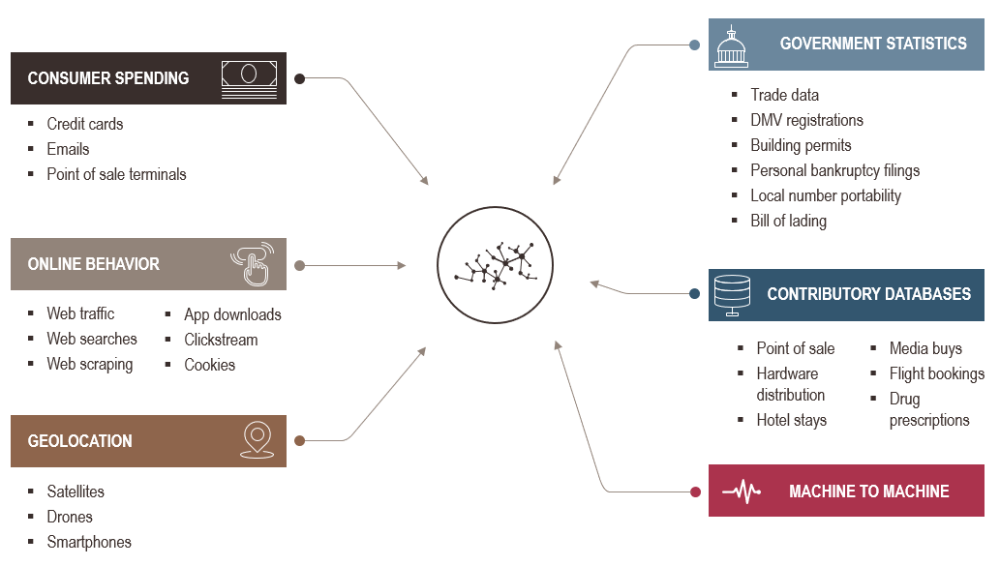 CONSUMER SPENDING
▪ Credit cards
▪ Emails
▪ Point of sale terminals
ONLINE BEHAVIOR
▪ Web traffic
▪ Web searches
▪ Web scraping
▪ App downloads
▪ Clickstream
▪ Cookies
GEOLOCATION
▪ Satellites
▪ Drones
▪ Smartphones
GOVERNMENT STATISTICS
▪ Trade data
▪ DMV registrations
▪ Building permits
▪ Personal bankruptcy filings
▪ Local number portability
▪ Bill of lading
CONTRIBUTORY DATABASES
▪ Point of sale
▪ Hardware
distribution
▪ Hotel stays
▪ Media buys
▪ Flight bookings
▪ Drug
prescriptions
MACHINE TO MACHINE